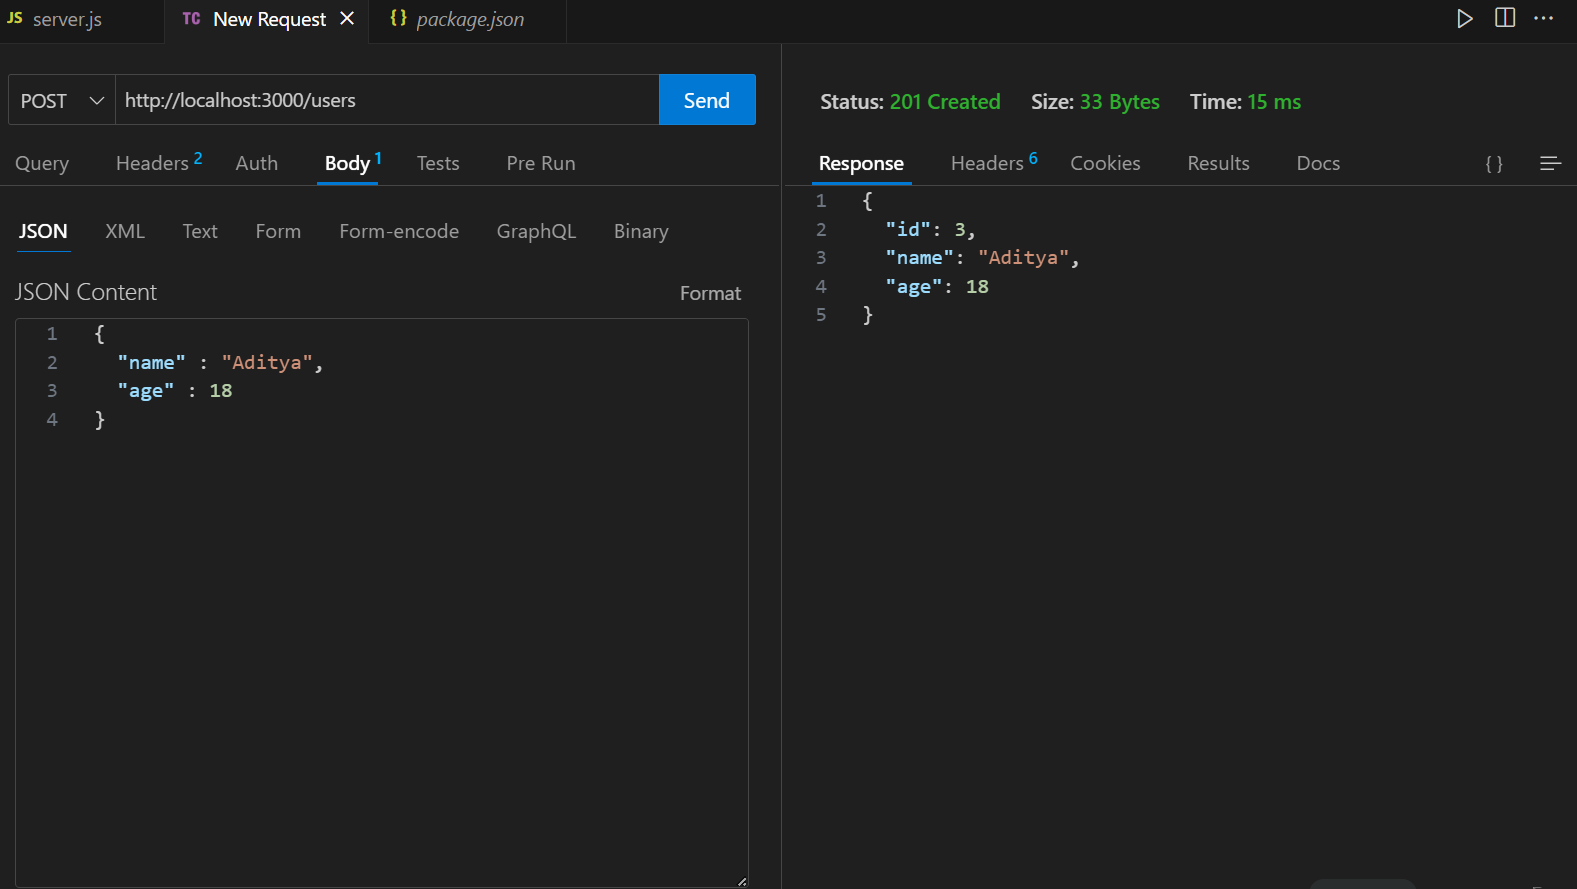 JS server.js TC New Request × {} package.json ···
POST http://localhost:3000/users Send
Query Headers 2 Auth Body 1 Tests Pre Run
JSON XML Text Form Form-encode GraphQL Binary
JSON Content Format
1 {
2 "name" : "Aditya",
3 "age" : 18
4 }
Status: 201 Created Size: 33 Bytes Time: 15 ms
Response Headers 6 Cookies Results Docs { }
1 {
2 "id": 3,
3 "name": "Aditya",
4 "age": 18
5 }